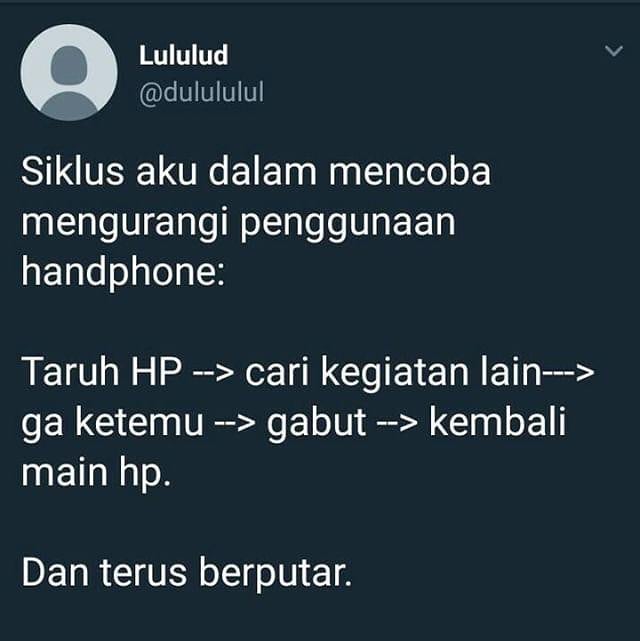 Lululud
@dulululul
Siklus aku dalam mencoba
mengurangi penggunaan
handphone:
Taruh HP --> cari kegiatan lain--->
ga ketemu --> gabut --> kembali
main hp.
Dan terus berputar.